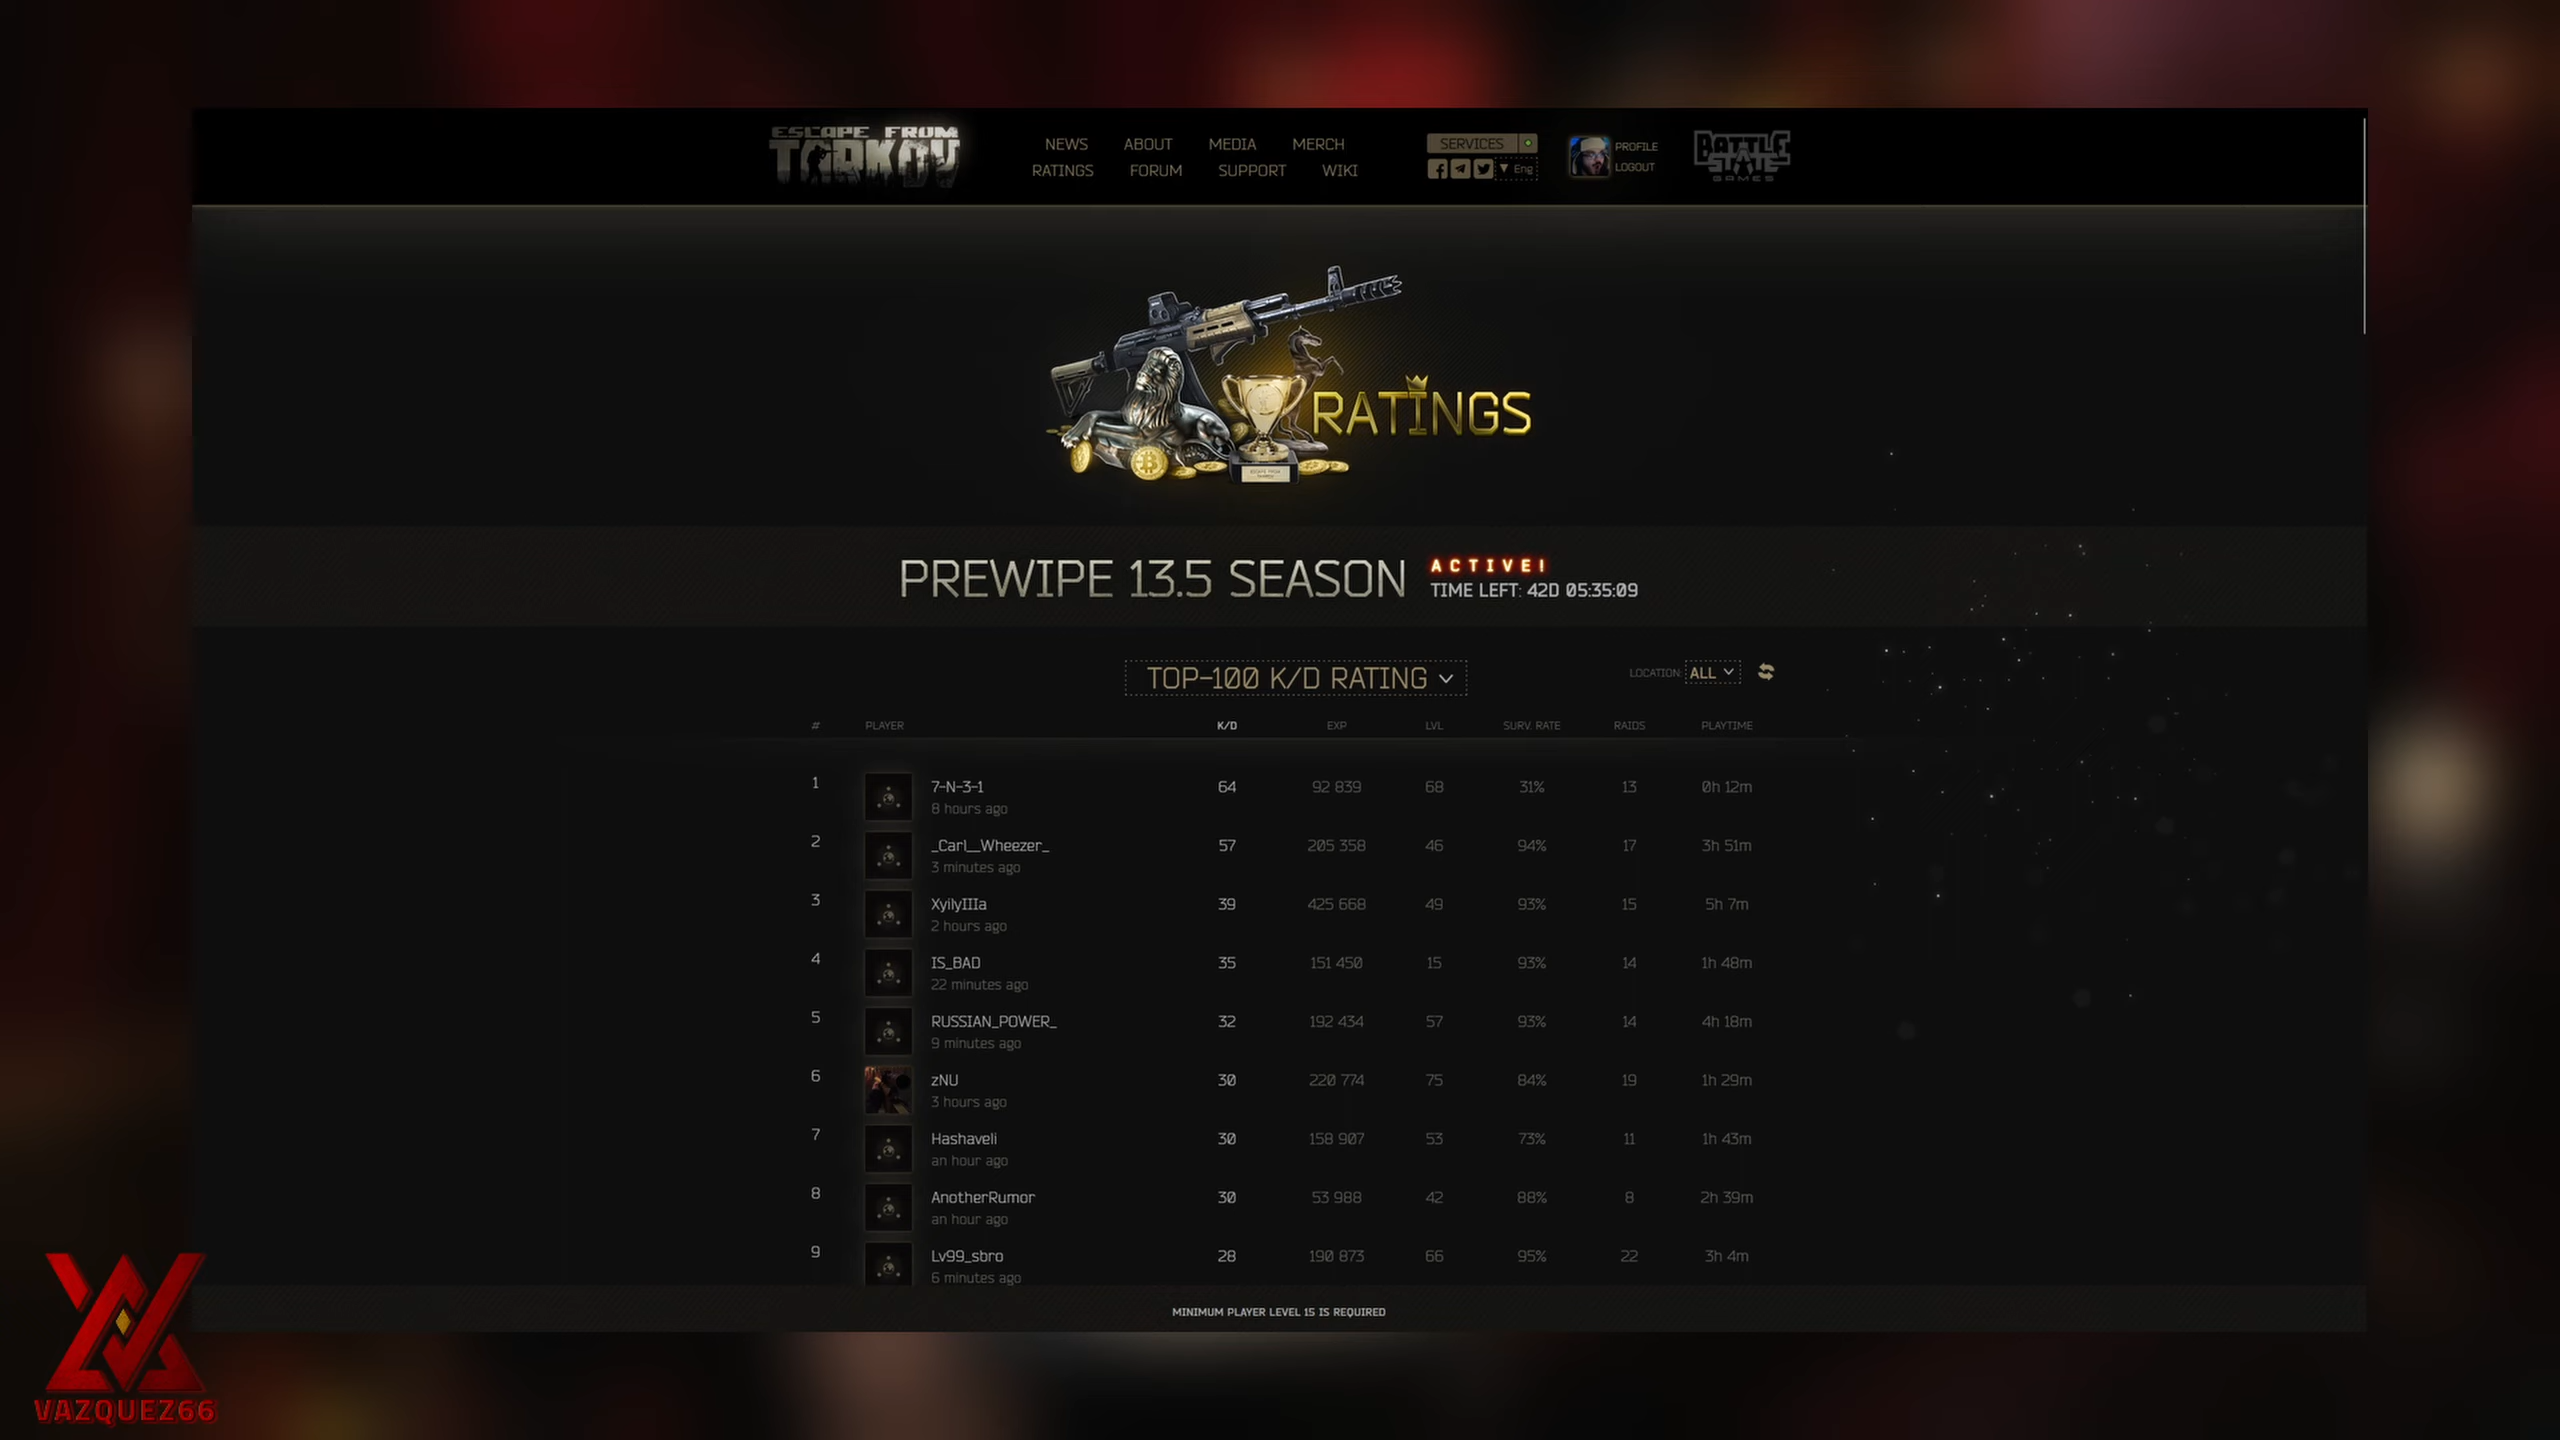 ESCAPE FROM
TARKOV
NEWS ABOUT MEDIA MERCH
RATINGS FORUM SUPPORT WIKI
SERVICES
Eng
PROFILE
LOGOUT
BATTLE
STATE
GAMES
RATINGS
PREWIPE 13.5 SEASON
ACTIVE!
TIME LEFT: 42D 05:35:09
TOP-100 K/D RATING
LOCATION: ALL
# PLAYER K/D EXP LVL SURV. RATE RAIDS PLAYTIME
1 7-N-3-1 64 92 839 68 31% 13 0h 12m
8 hours ago
2 _Carl__Wheezer_ 57 205 358 46 94% 17 3h 51m
3 minutes ago
3 XyilyIIIa 39 425 668 49 93% 15 5h 7m
2 hours ago
4 IS_BAD 35 151 450 15 93% 14 1h 48m
22 minutes ago
5 RUSSIAN_POWER_ 32 192 434 57 93% 14 4h 18m
9 minutes ago
6 zNU 30 220 774 75 84% 19 1h 29m
3 hours ago
7 Hashaveli 30 158 907 53 73% 11 1h 43m
an hour ago
8 AnotherRumor 30 53 988 42 88% 8 2h 39m
an hour ago
9 Lv99_sbro 28 190 873 66 95% 22 3h 4m
6 minutes ago
MINIMUM PLAYER LEVEL 15 IS REQUIRED
VAZQUEZ66